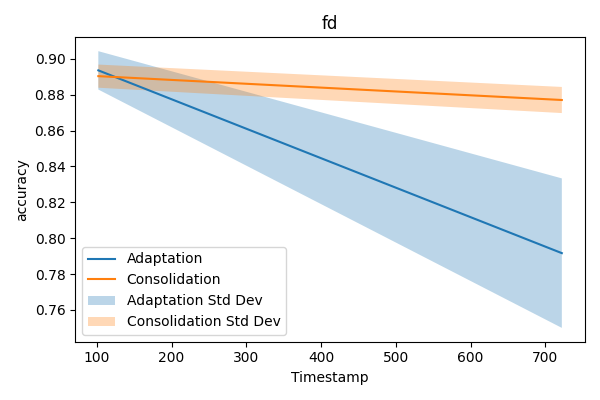 fd
0.90
0.88
0.86
0.84
0.82
0.80
0.78
0.76
accuracy
Adaptation
Consolidation
Adaptation Std Dev
Consolidation Std Dev
100 200 300 400 500 600 700
Timestamp